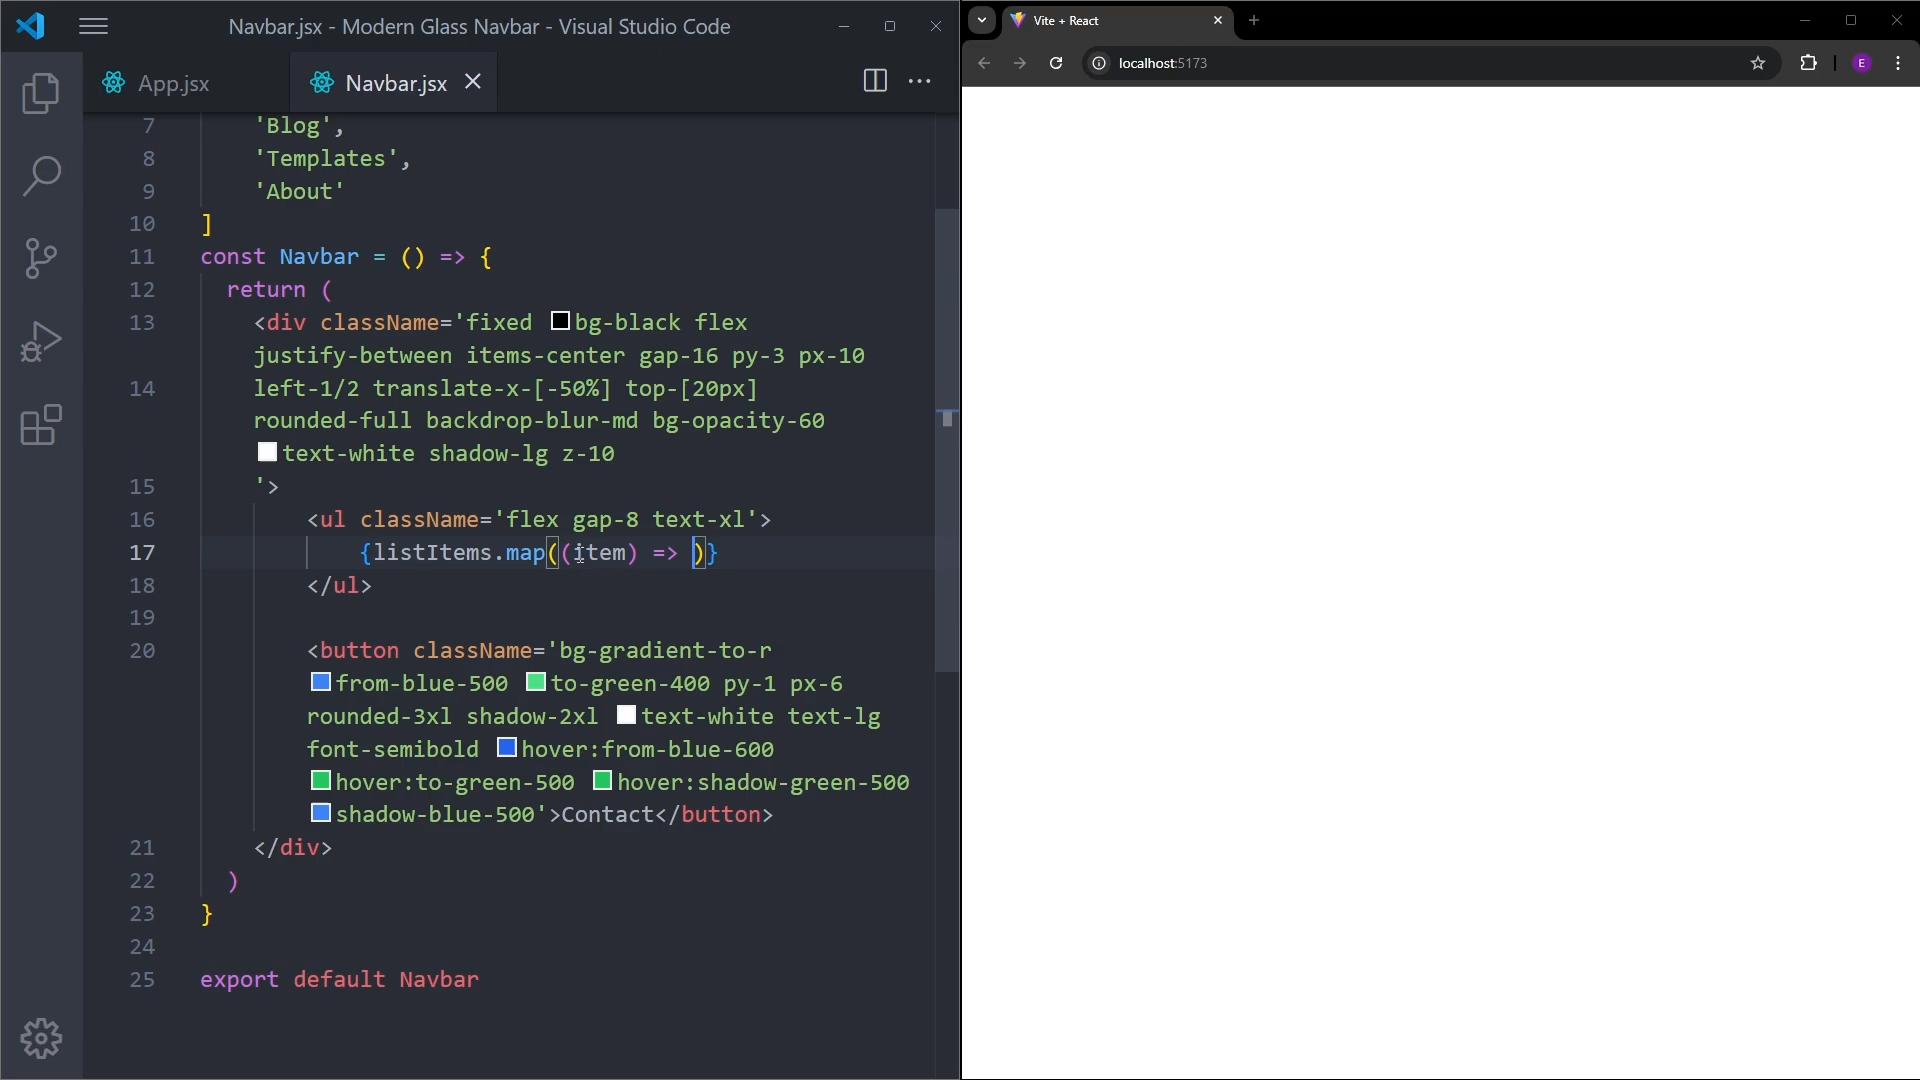 Navbar.jsx - Modern Glass Navbar - Visual Studio Code
App.jsx
Navbar.jsx
7 'Blog',
8 'Templates',
9 'About'
10 ]
11 const Navbar = () => {
12 return (
13 <div className='fixed bg-black flex
justify-between items-center gap-16 py-3 px-10
14 left-1/2 translate-x-[-50%] top-[20px]
rounded-full backdrop-blur-md bg-opacity-60
text-white shadow-lg z-10
15 '>
16 <ul className='flex gap-8 text-xl'>
17 {listItems.map((item) => )}
18 </ul>
19
20 <button className='bg-gradient-to-r
from-blue-500 to-green-400 py-1 px-6
rounded-3xl shadow-2xl text-white text-lg
font-semibold hover:from-blue-600
hover:to-green-500 hover:shadow-green-500
shadow-blue-500'>Contact</button>
21 </div>
22 )
23 }
24
25 export default Navbar
Vite + React
localhost:5173
E